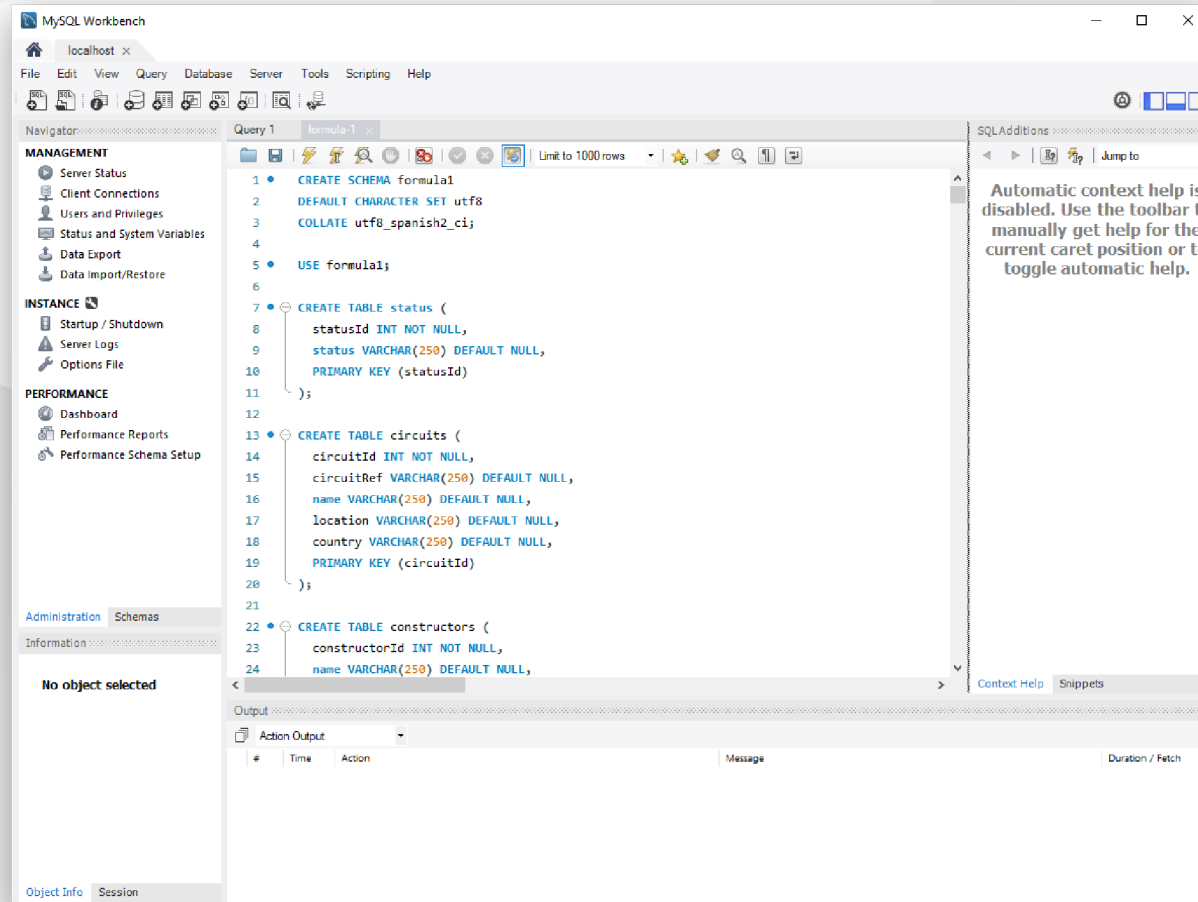 MySQL Workbench
localhost
File Edit View Query Database Server Tools Scripting Help
Navigator
MANAGEMENT
Server Status
Client Connections
Users and Privileges
Status and System Variables
Data Export
Data Import/Restore
INSTANCE
Startup / Shutdown
Server Logs
Options File
PERFORMANCE
Dashboard
Performance Reports
Performance Schema Setup
Administration Schemas
Information
No object selected
Object Info Session
Query 1 formula-1
Limit to 1000 rows
1 CREATE SCHEMA formula1
2 DEFAULT CHARACTER SET utf8
3 COLLATE utf8_spanish2_ci;
4
5 USE formula1;
6
7 CREATE TABLE status (
8 statusId INT NOT NULL,
9 status VARCHAR(250) DEFAULT NULL,
10 PRIMARY KEY (statusId)
11 );
12
13 CREATE TABLE circuits (
14 circuitId INT NOT NULL,
15 circuitRef VARCHAR(250) DEFAULT NULL,
16 name VARCHAR(250) DEFAULT NULL,
17 location VARCHAR(250) DEFAULT NULL,
18 country VARCHAR(250) DEFAULT NULL,
19 PRIMARY KEY (circuitId)
20 );
21
22 CREATE TABLE constructors (
23 constructorId INT NOT NULL,
24 name VARCHAR(250) DEFAULT NULL,
SQLAdditions
Jump to
Automatic context help is
disabled. Use the toolbar t
manually get help for the
current caret position or t
toggle automatic help.
Context Help Snippets
Output
Action Output
# Time Action Message Duration / Fetch